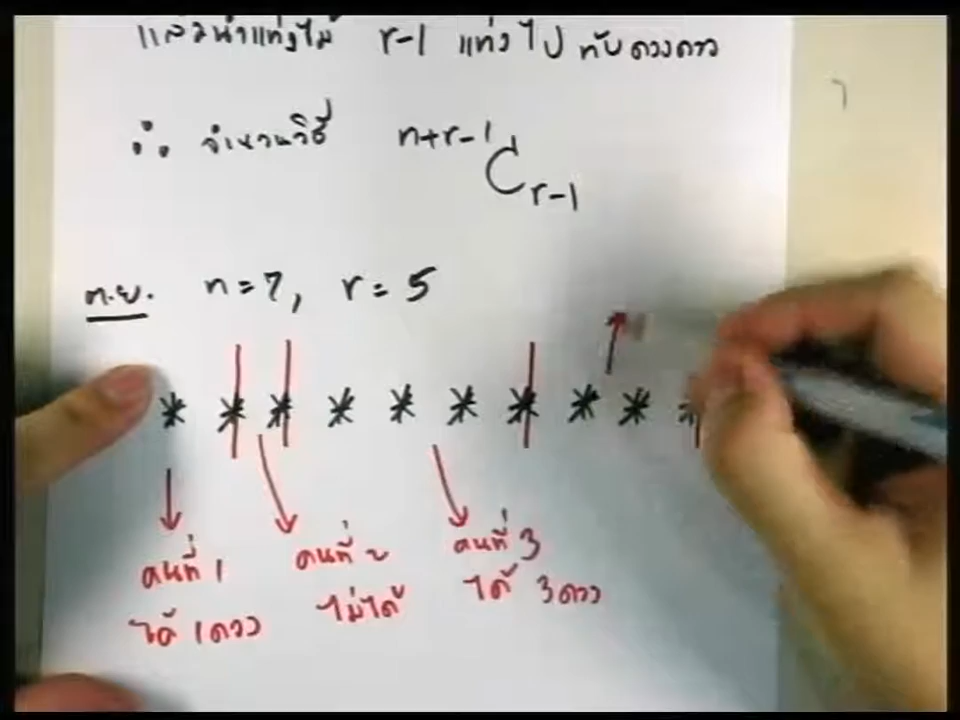 แล้วนำแท่งไม้ r-1 แท่งไป ทับดวงดาว
∴ จำนวนวิธี n+r-1 C r-1
ต.ย. n=7, r=5
* * * * * * * * * *
คนที่ 1 คนที่ 2 คนที่ 3
ได้ 1 ดาว ไม่ได้ ได้ 3 ดาว